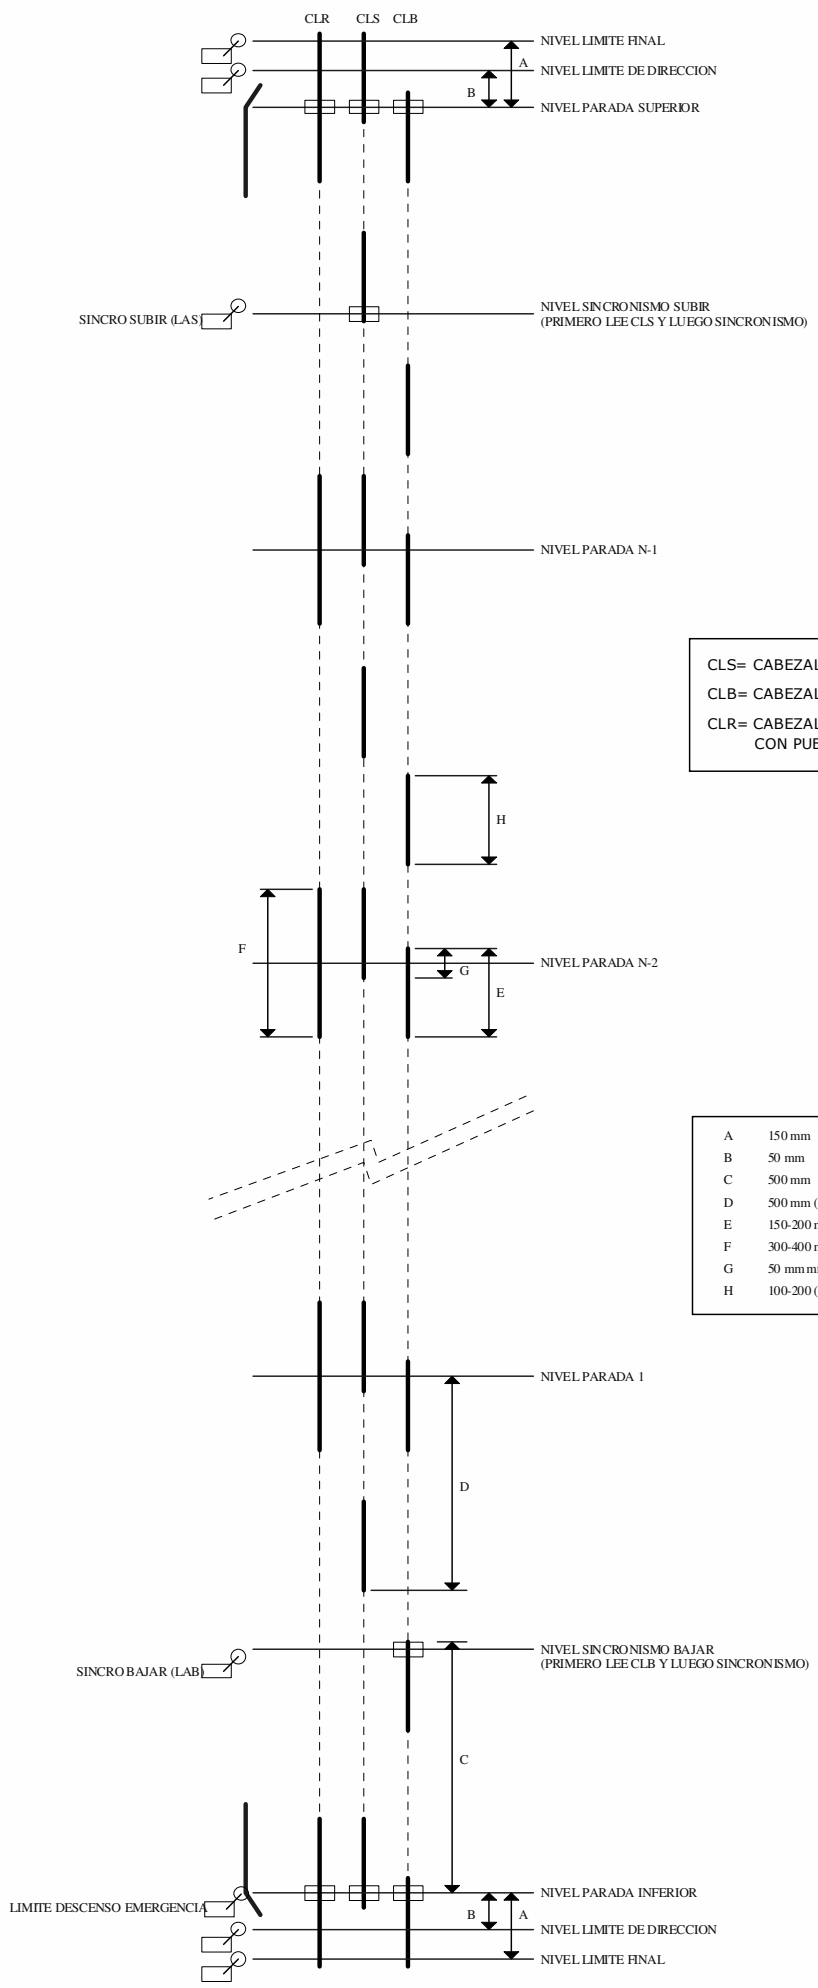 CLR CLS CLB
NIVEL LIMITE FINAL
A
NIVEL LIMITE DE DIRECCION
B
NIVEL PARADA SUPERIOR
SINCRO SUBIR (LAS)
NIVEL SINCRONISMO SUBIR
(PRIMERO LEE CLS Y LUEGO SINCRONISMO)
NIVEL PARADA N-1
CLS= CABEZAL
CLB= CABEZAL
CLR= CABEZAL
CON PUE
H
F
NIVEL PARADA N-2
G
E
A 150 mm
B 50 mm
C 500 mm
D 500 mm (
E 150-200 m
F 300-400 m
G 50 mm mí
H 100-200 (
NIVEL PARADA 1
D
NIVEL SINCRONISMO BAJAR
(PRIMERO LEE CLB Y LUEGO SINCRONISMO)
SINCRO BAJAR (LAB)
C
NIVEL PARADA INFERIOR
LIMITE DESCENSO EMERGENCIA
B A
NIVEL LIMITE DE DIRECCION
NIVEL LIMITE FINAL